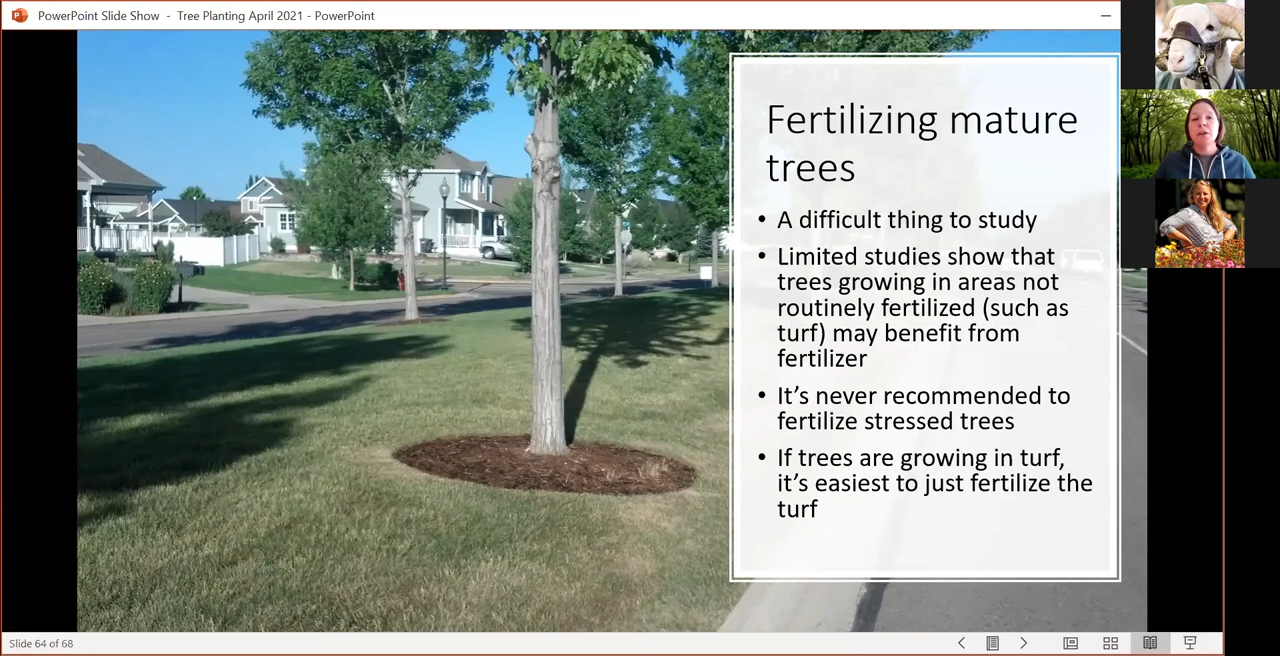 PowerPoint Slide Show - Tree Planting April 2021 - PowerPoint
Fertilizing mature
trees
• A difficult thing to study
• Limited studies show that
trees growing in areas not
routinely fertilized (such as
turf) may benefit from
fertilizer
• It’s never recommended to
fertilize stressed trees
• If trees are growing in turf,
it’s easiest to just fertilize the
turf
Slide 64 of 68